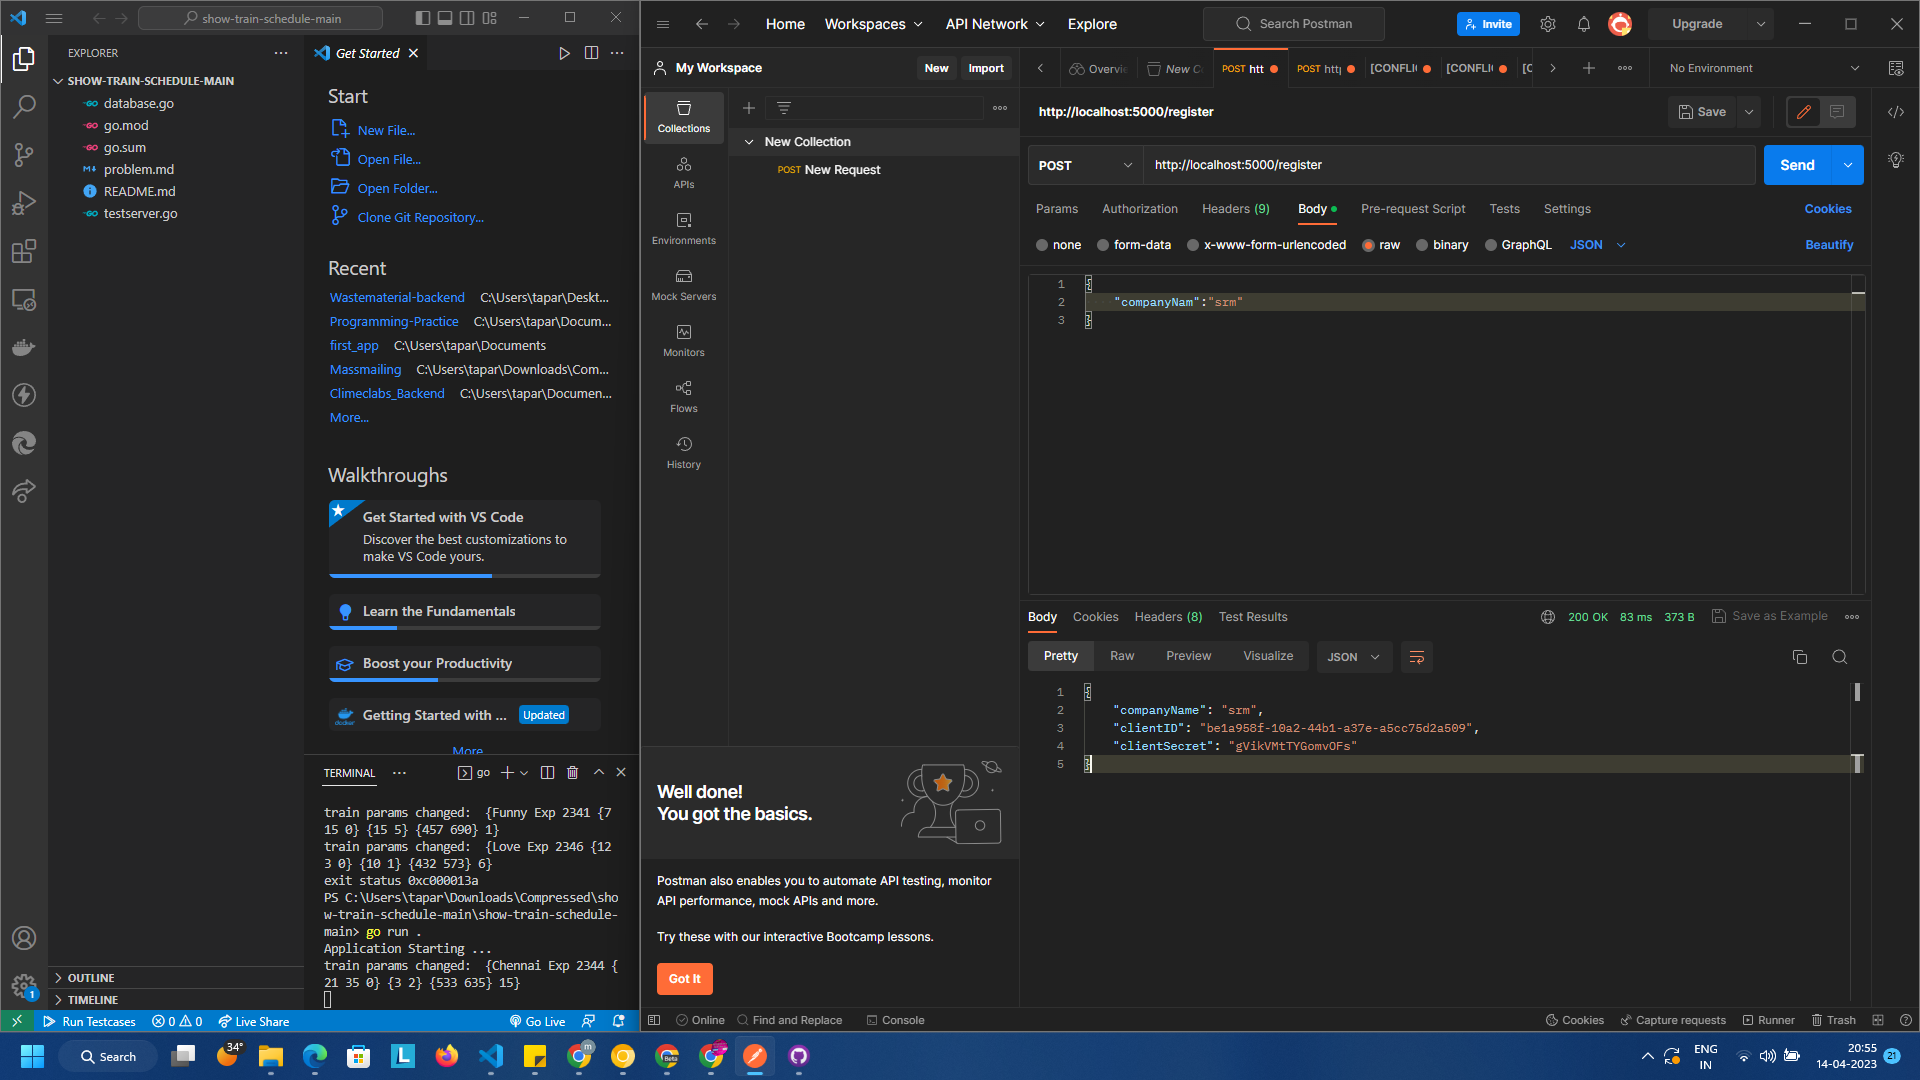 show-train-schedule-main
EXPLORER
SHOW-TRAIN-SCHEDULE-MAIN
database.go
go.mod
go.sum
problem.md
README.md
testserver.go
OUTLINE
TIMELINE
Get Started
Start
New File...
Open File...
Open Folder...
Clone Git Repository...
Recent
Wastematerial-backend C:\Users\tapar\Deskt...
Programming-Practice C:\Users\tapar\Docum...
first_app C:\Users\tapar\Documents
Massmailing C:\Users\tapar\Downloads\Com...
Climeclabs_Backend C:\Users\tapar\Documen...
More...
Walkthroughs
Get Started with VS Code
Discover the best customizations to
make VS Code yours.
Learn the Fundamentals
Boost your Productivity
Getting Started with ... Updated
More...
TERMINAL
go
train params changed:  {Funny Exp 2341 {7
15 0} {15 5} {457 690} 1}
train params changed:  {Love Exp 2346 {12
3 0} {10 1} {432 573} 6}
exit status 0xc000013a
PS C:\Users\tapar\Downloads\Compressed\sho
w-train-schedule-main\show-train-schedule-
main> go run .
Application Starting ...
train params changed:  {Chennai Exp 2344 {
21 35 0} {3 2} {533 635} 15}
1
Run Testcases 0 0 Live Share Go Live
Home Workspaces API Network Explore Search Postman Invite Upgrade
My Workspace New Import
Overvie New C POST htt POST http [CONFLI [CONFLI [C No Environment
Collections
APIs
Environments
Mock Servers
Monitors
Flows
History
New Collection
POST New Request
Well done!
You got the basics.
Postman also enables you to automate API testing, monitor
API performance, mock APIs and more.
Try these with our interactive Bootcamp lessons.
Got It
http://localhost:5000/register Save
POST http://localhost:5000/register Send
Params Authorization Headers (9) Body Pre-request Script Tests Settings Cookies
none form-data x-www-form-urlencoded raw binary GraphQL JSON Beautify
1 {
2 "companyNam":"srm"
3 }
Body Cookies Headers (8) Test Results 200 OK 83 ms 373 B Save as Example
Pretty Raw Preview Visualize JSON
1 {
2 "companyName": "srm",
3 "clientID": "be1a958f-10a2-44b1-a37e-a5cc75d2a509",
4 "clientSecret": "gVikVMtTYGomvOFs"
5 }
Online Find and Replace Console Cookies Capture requests Runner Trash
Search 34° Beta m
ENG
IN
20:55
14-04-2023
21